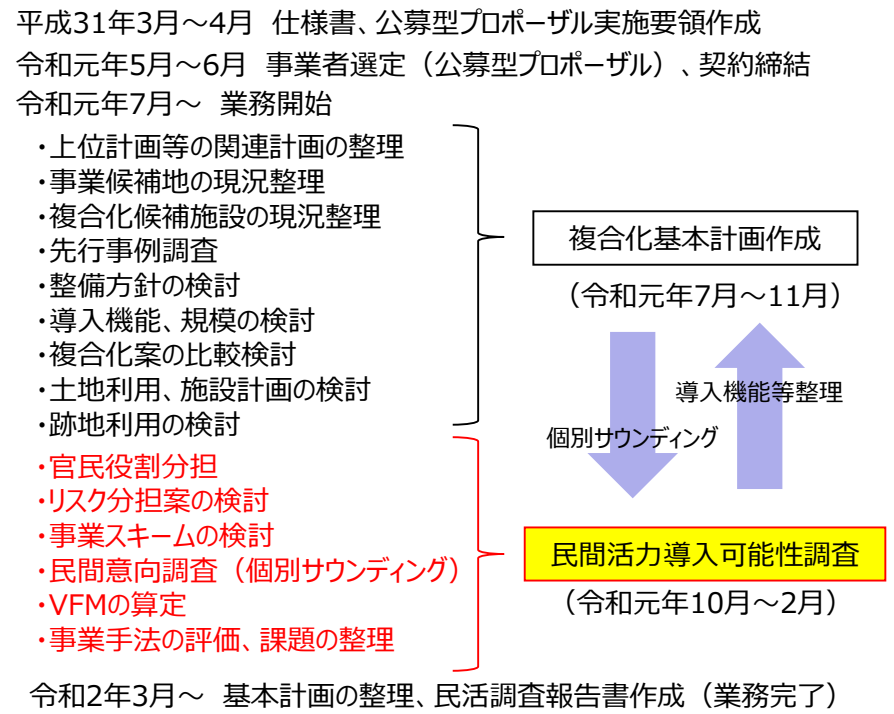 平成31年3月～4月 仕様書、公募型プロポーザル実施要領作成
令和元年5月～6月 事業者選定（公募型プロポーザル）、契約締結
令和元年7月～ 業務開始
・上位計画等の関連計画の整理
・事業候補地の現況整理
・複合化候補施設の現況整理
・先行事例調査
・整備方針の検討
・導入機能、規模の検討
・複合化案の比較検討
・土地利用、施設計画の検討
・跡地利用の検討
複合化基本計画作成
（令和元年7月～11月）
導入機能等整理
個別サウンディング
・官民役割分担
・リスク分担案の検討
・事業スキームの検討
・民間意向調査（個別サウンディング）
・VFMの算定
・事業手法の評価、課題の整理
民間活力導入可能性調査
（令和元年10月～2月）
令和2年3月～ 基本計画の整理、民活調査報告書作成（業務完了）